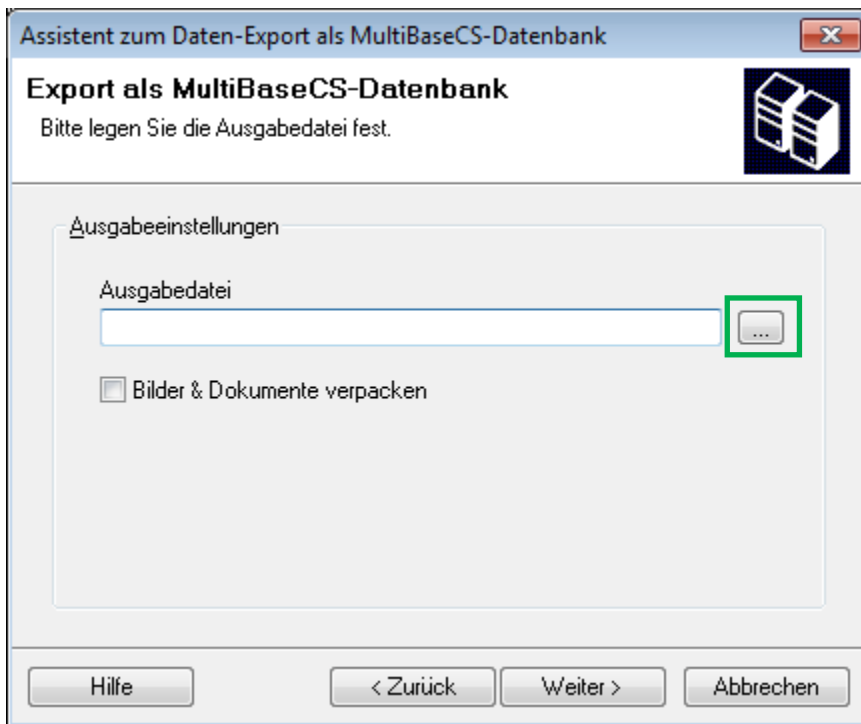 Assistent zum Daten-Export als MultiBaseCS-Datenbank
Export als MultiBaseCS-Datenbank
Bitte legen Sie die Ausgabedatei fest.
Ausgabeeinstellungen
Ausgabedatei
...
Bilder & Dokumente verpacken
Hilfe
< Zurück
Weiter >
Abbrechen